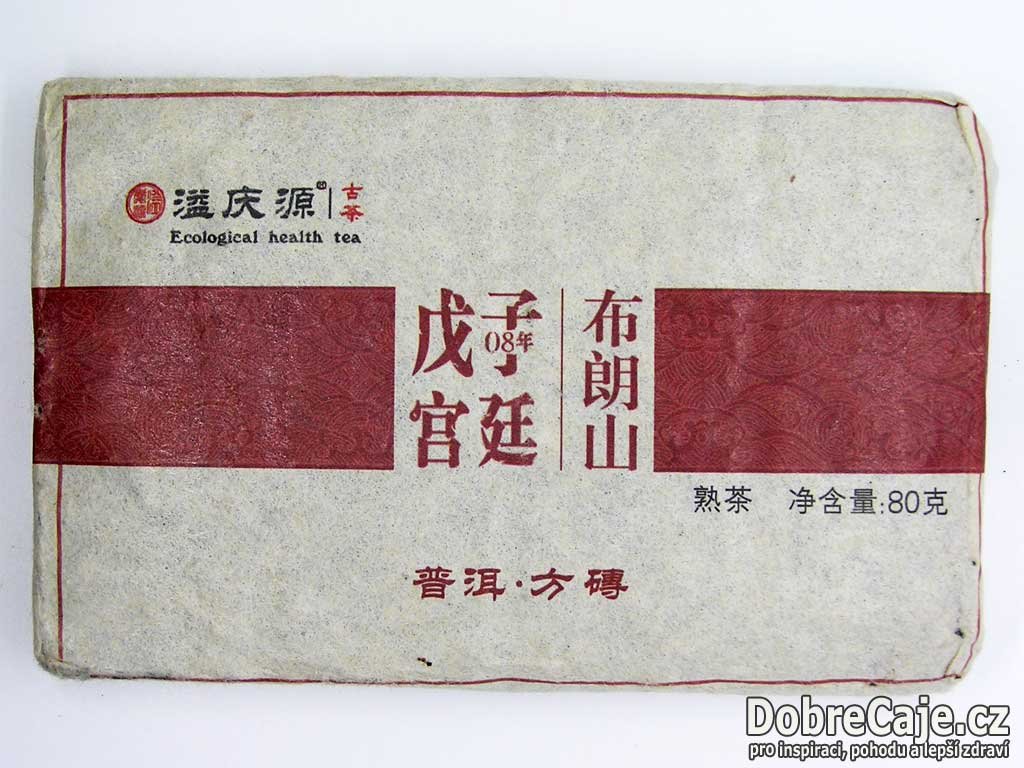 溢庆源® 古茶
Ecological health tea
戊子
08年
宫廷
布朗山
熟茶 净含量:80克
普洱·方磚
DobreCaje.cz
pro inspiraci, pohodu a lepší zdraví